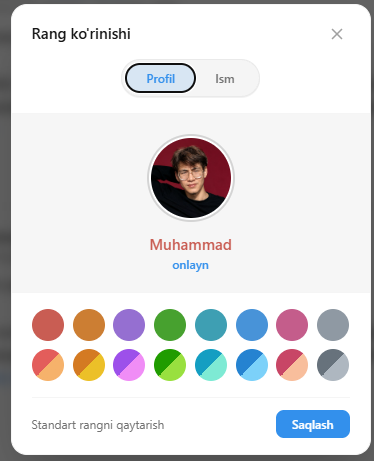 Rang ko'rinishi
Profil
Ism
Muhammad
onlayn
Standart rangni qaytarish
Saqlash